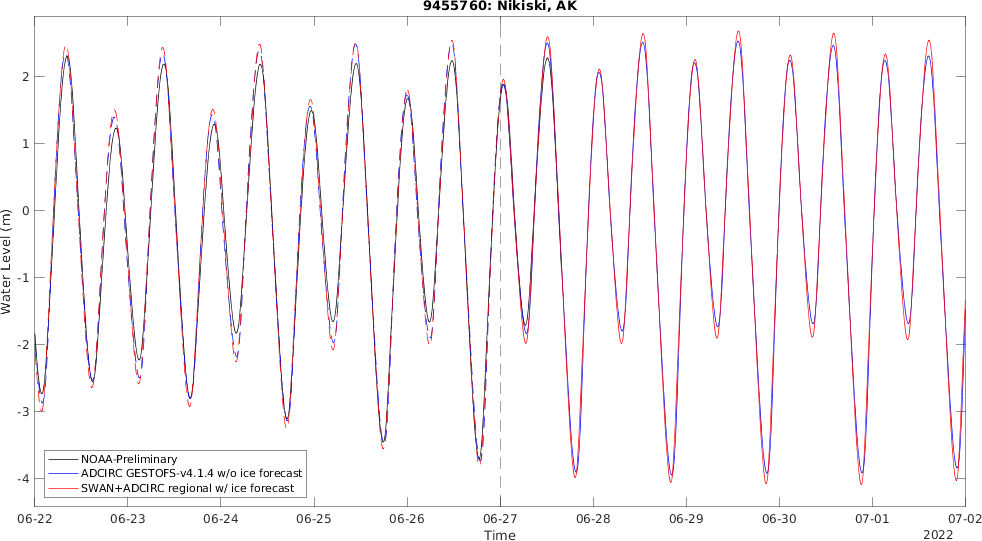 9455760: Nikiski, AK
Water Level (m)
2
1
0
-1
-2
-3
-4
NOAA-Preliminary
ADCIRC GESTOFS-v4.1.4 w/o ice forecast
SWAN+ADCIRC regional w/ ice forecast
06-22 06-23 06-24 06-25 06-26 06-27 06-28 06-29 06-30 07-01 07-02
Time
2022